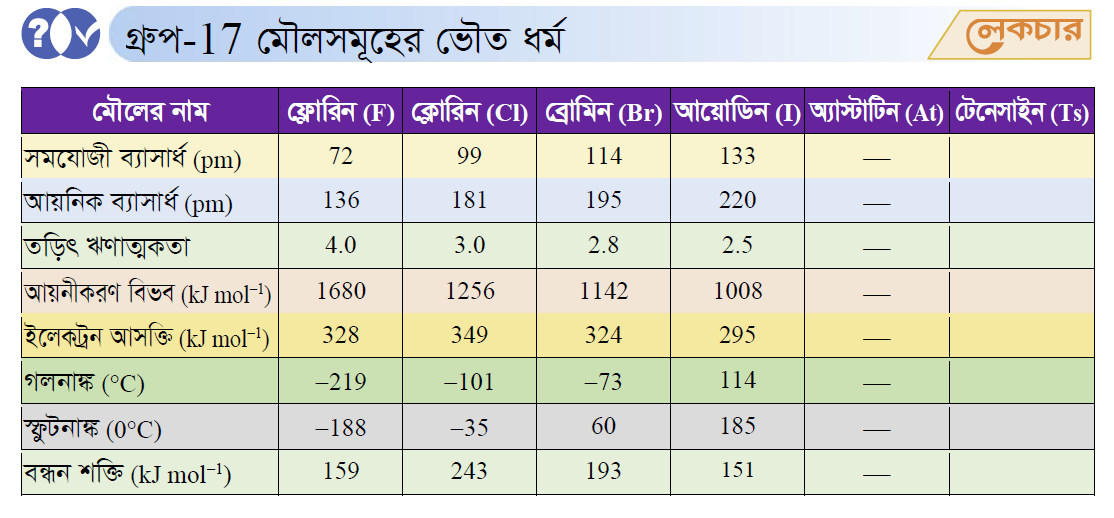 গ্রুপ-17 মৌলসমূহের ভৌত ধর্ম
লেকচার
মৌলের নাম ফ্লোরিন (F) ক্লোরিন (Cl) ব্রোমিন (Br) আয়োডিন (I) অ্যাস্টাটিন (At) টেনেসাইন (Ts)
সমযোজী ব্যাসার্ধ (pm) 72 99 114 133 —
আয়নিক ব্যাসার্ধ (pm) 136 181 195 220 —
তড়িৎ ঋণাত্মকতা 4.0 3.0 2.8 2.5 —
আয়নীকরণ বিভব (kJ mol⁻¹) 1680 1256 1142 1008 —
ইলেকট্রন আসক্তি (kJ mol⁻¹) 328 349 324 295 —
গলনাঙ্ক (°C) –219 –101 –73 114 —
স্ফুটনাঙ্ক (0°C) –188 –35 60 185 —
বন্ধন শক্তি (kJ mol⁻¹) 159 243 193 151 —